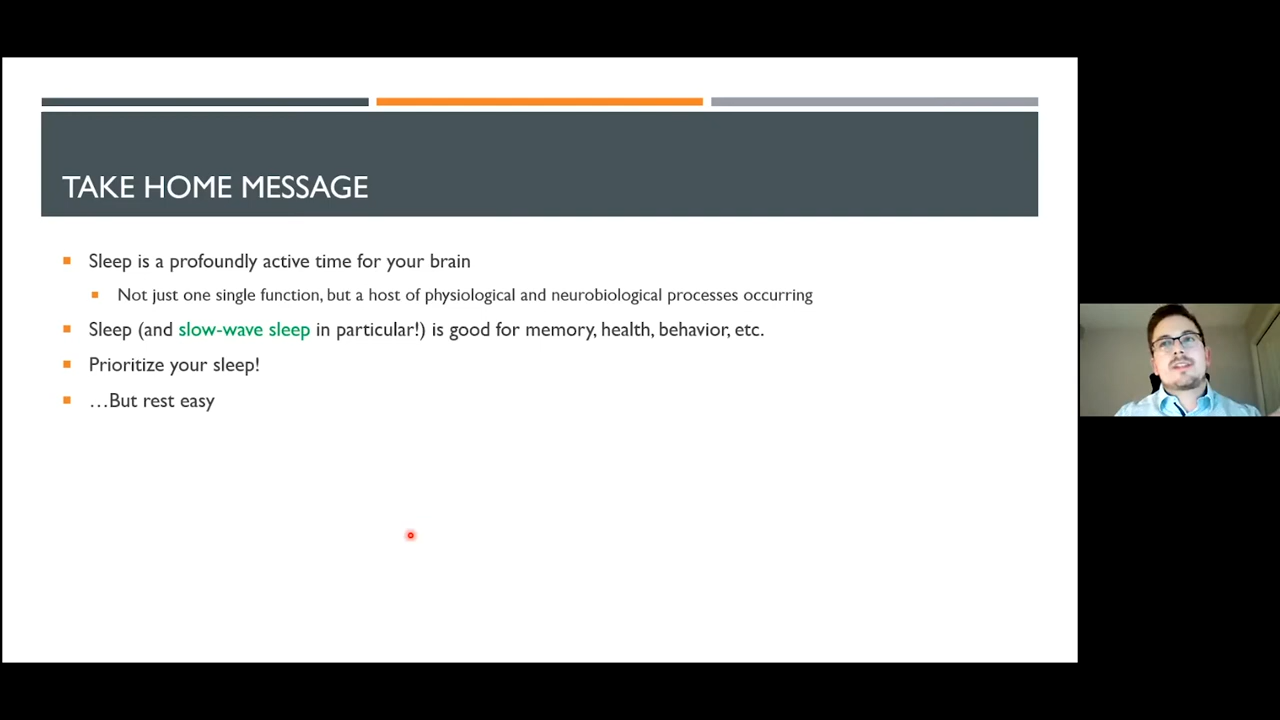 TAKE HOME MESSAGE
Sleep is a profoundly active time for your brain
Not just one single function, but a host of physiological and neurobiological processes occurring
Sleep (and slow-wave sleep in particular!) is good for memory, health, behavior, etc.
Prioritize your sleep!
…But rest easy